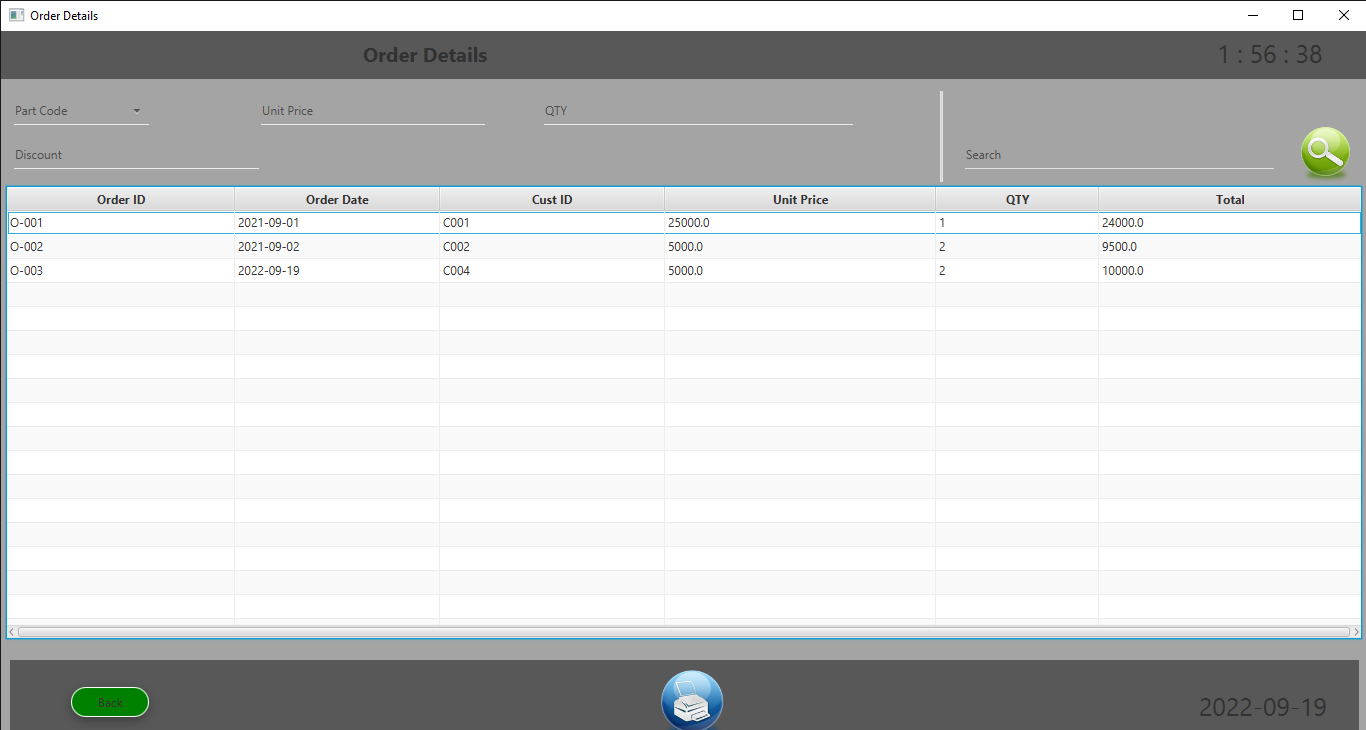 Order Details
Order Details 1 : 56 : 38
Part Code Unit Price QTY
Discount Search
Order ID Order Date Cust ID Unit Price QTY Total
O-001 2021-09-01 C001 25000.0 1 24000.0
O-002 2021-09-02 C002 5000.0 2 9500.0
O-003 2022-09-19 C004 5000.0 2 10000.0
Back 2022-09-19